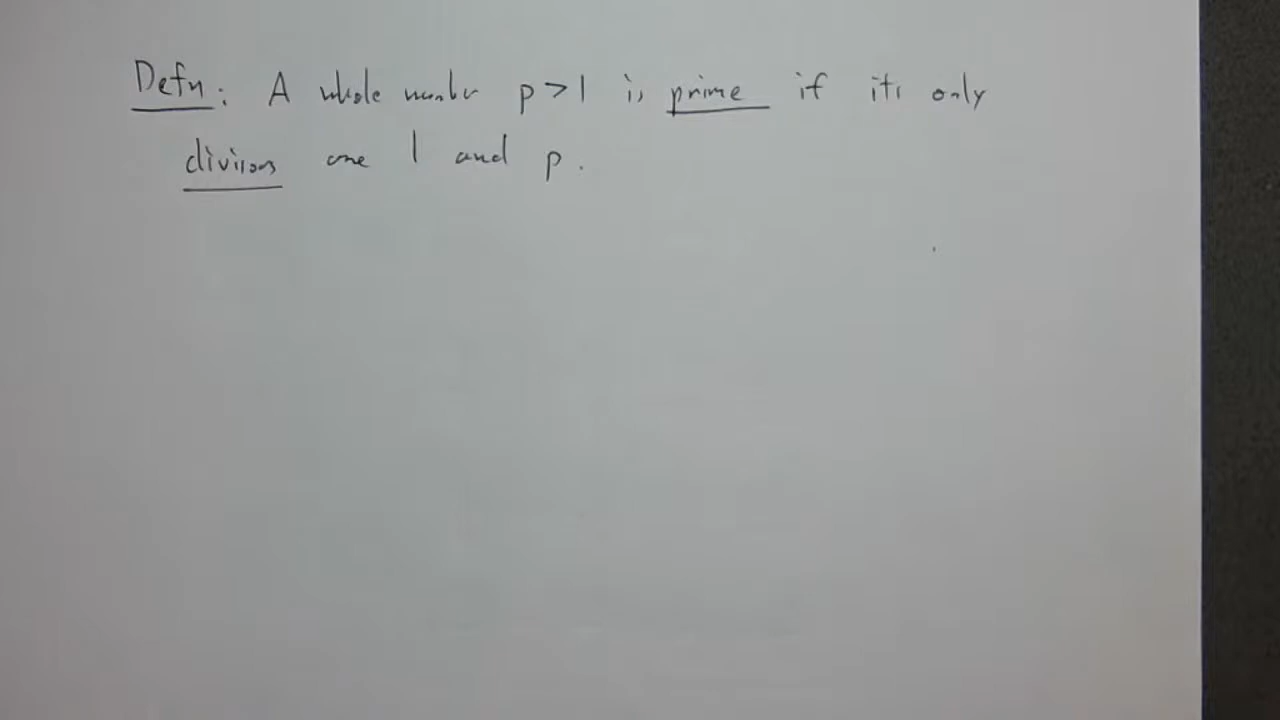 Defn: A whole number p > 1 is prime if its only
divisors are 1 and p.